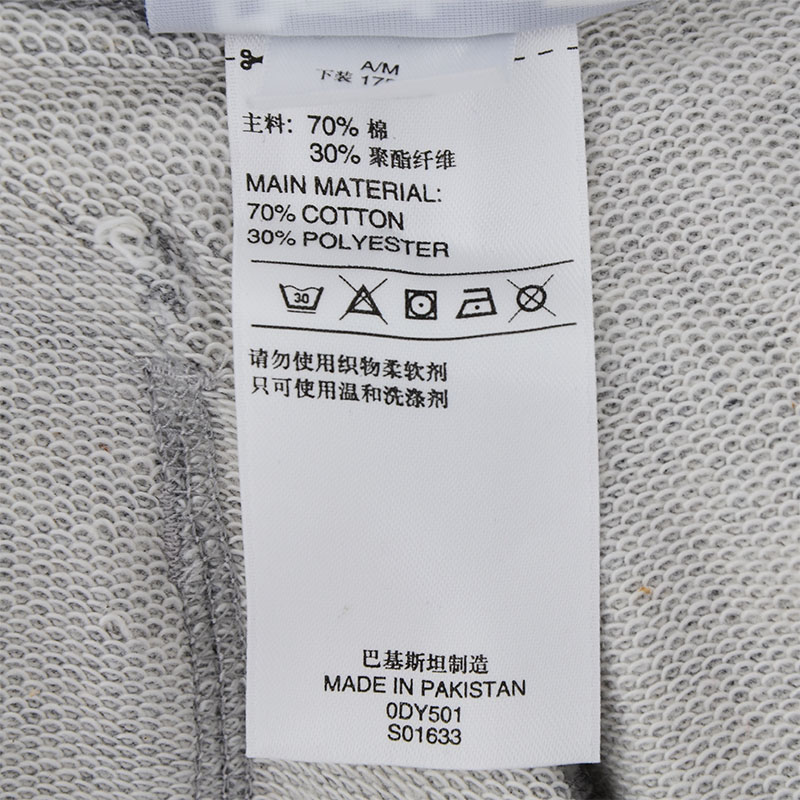 A/M
下装
主料: 70% 棉
30% 聚酯纤维
MAIN MATERIAL:
70% COTTON
30% POLYESTER
30
请勿使用织物柔软剂
只可使用温和洗涤剂
巴基斯坦制造
MADE IN PAKISTAN
0DY501
S01633